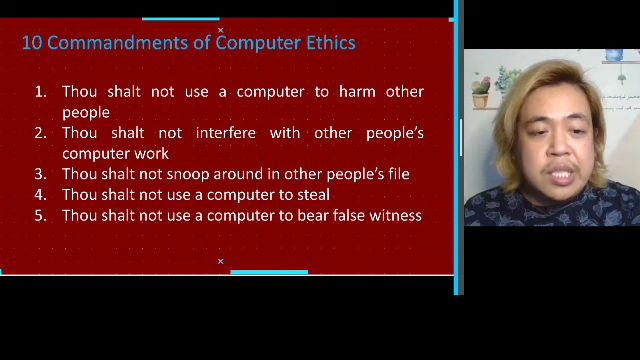 10 Commandments of Computer Ethics
1. Thou shalt not use a computer to harm other
people
2. Thou shalt not interfere with other people's
computer work
3. Thou shalt not snoop around in other people's file
4. Thou shalt not use a computer to steal
5. Thou shalt not use a computer to bear false witness